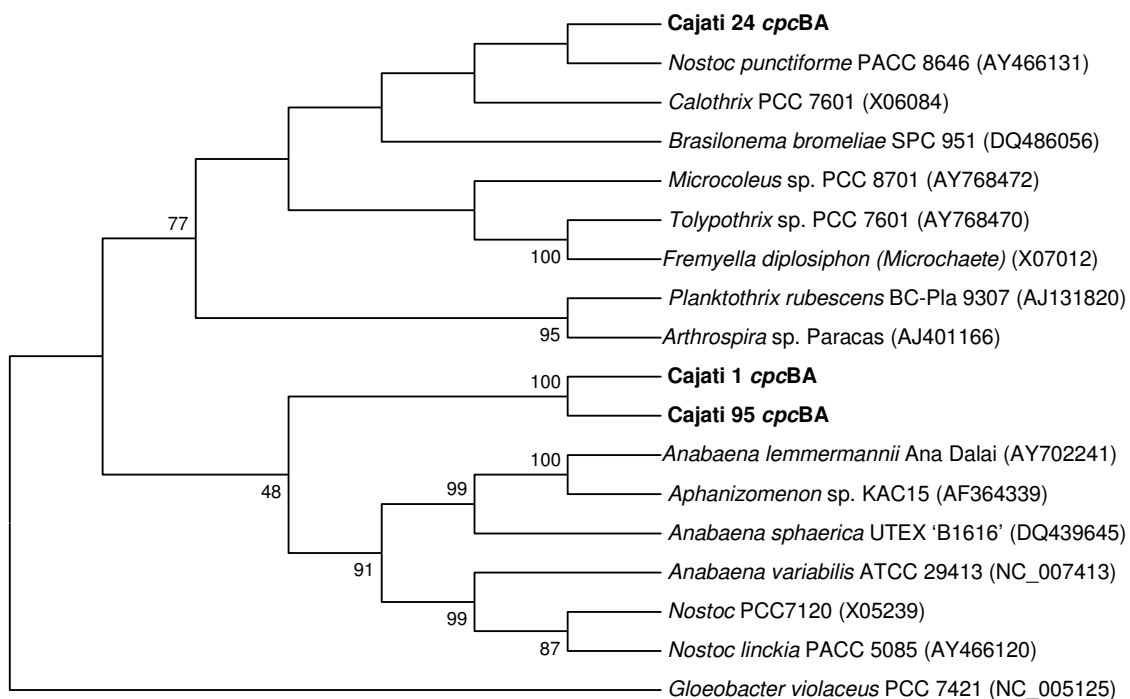 Cajati 24 cpcBA
Nostoc punctiforme PACC 8646 (AY466131)
Calothrix PCC 7601 (X06084)
Brasilonema bromeliae SPC 951 (DQ486056)
Microcoleus sp. PCC 8701 (AY768472)
77
Tolypothrix sp. PCC 7601 (AY768470)
100
Fremyella diplosiphon (Microchaete) (X07012)
Planktothrix rubescens BC-Pla 9307 (AJ131820)
95
Arthrospira sp. Paracas (AJ401166)
100
Cajati 1 cpcBA
Cajati 95 cpcBA
100
Anabaena lemmermannii Ana Dalai (AY702241)
48
99
Aphanizomenon sp. KAC15 (AF364339)
Anabaena sphaerica UTEX ‘B1616’ (DQ439645)
91
Anabaena variabilis ATCC 29413 (NC_007413)
99
Nostoc PCC7120 (X05239)
87
Nostoc linckia PACC 5085 (AY466120)
Gloeobacter violaceus PCC 7421 (NC_005125)